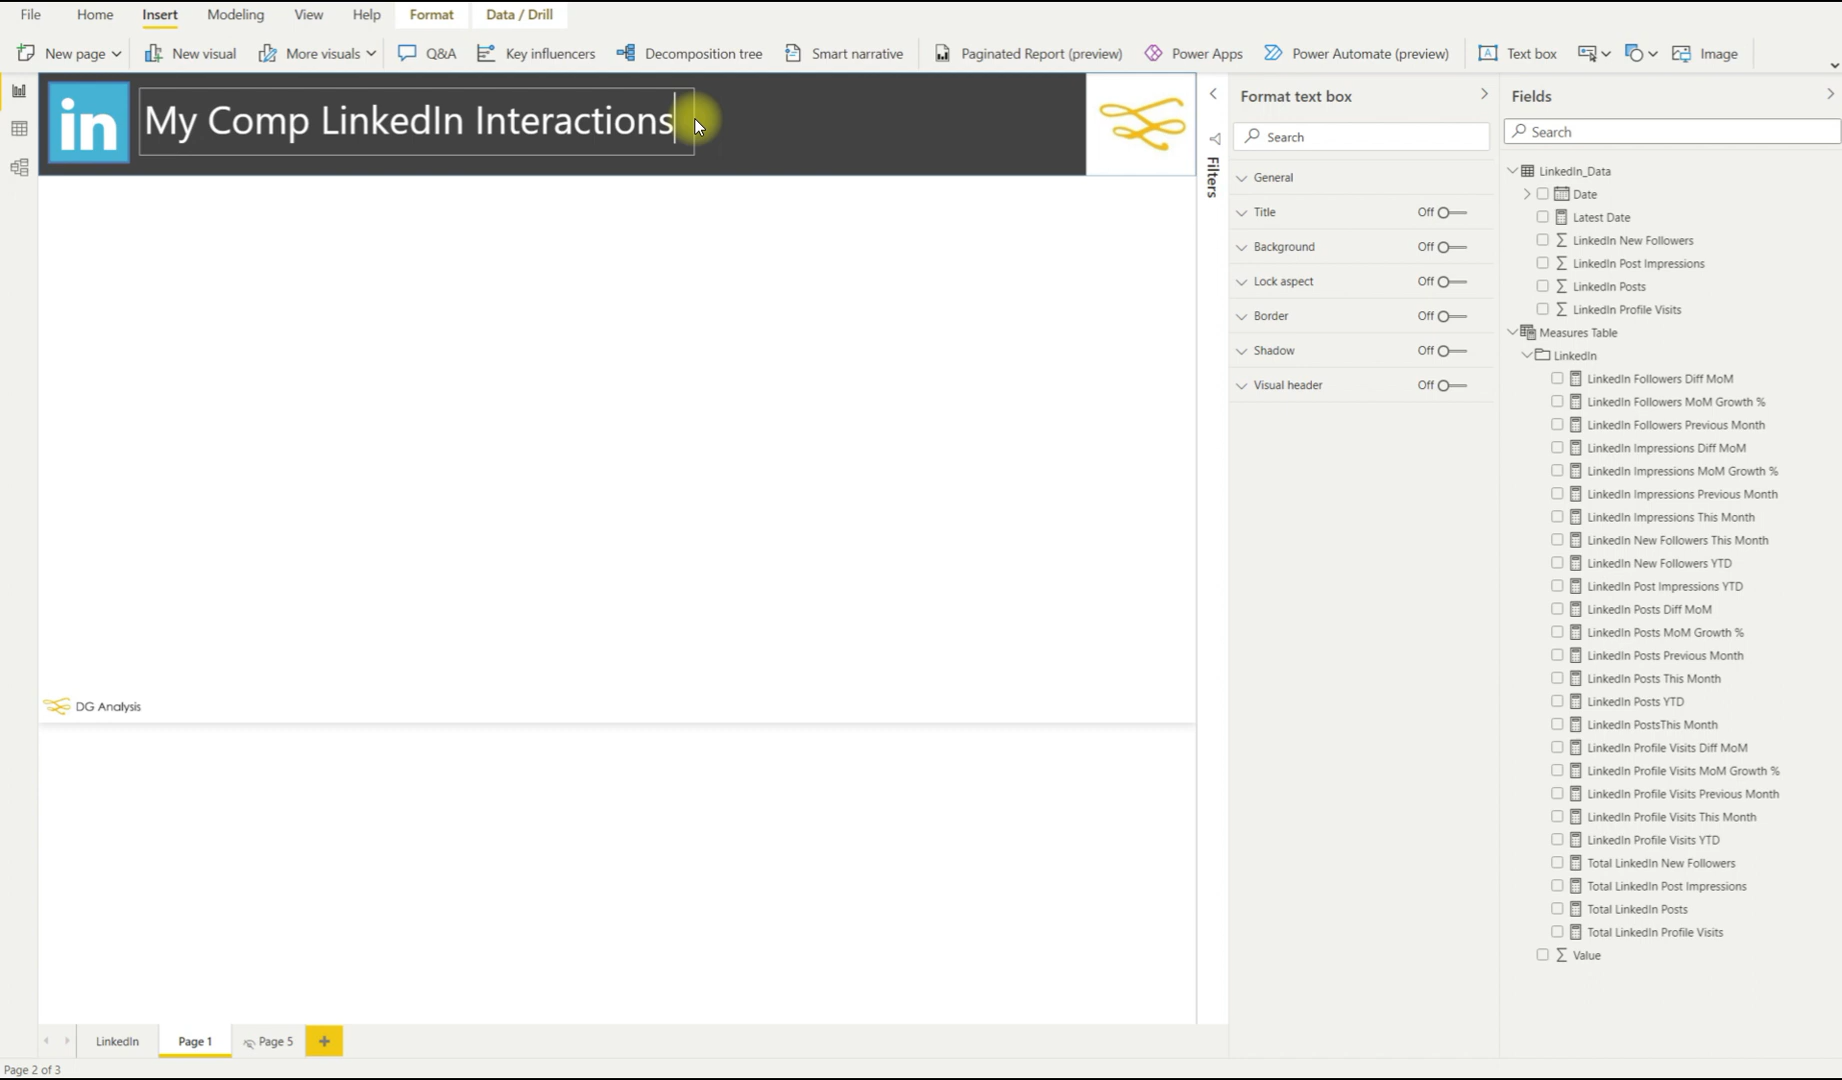 File Home Insert Modeling View Help Format Data / Drill
New page New visual More visuals Q&A Key influencers Decomposition tree Smart narrative Paginated Report (preview) Power Apps Power Automate (preview) Text box Image
in
My Comp LinkedIn Interactions
DG Analysis
Filters
Format text box
Search
General
Title Off
Background Off
Lock aspect Off
Border Off
Shadow Off
Visual header Off
Fields
Search
LinkedIn_Data
Date
Latest Date
LinkedIn New Followers
LinkedIn Post Impressions
LinkedIn Posts
LinkedIn Profile Visits
Measures Table
LinkedIn
LinkedIn Followers Diff MoM
LinkedIn Followers MoM Growth %
LinkedIn Followers Previous Month
LinkedIn Impressions Diff MoM
LinkedIn Impressions MoM Growth %
LinkedIn Impressions Previous Month
LinkedIn Impressions This Month
LinkedIn New Followers This Month
LinkedIn New Followers YTD
LinkedIn Post Impressions YTD
LinkedIn Posts Diff MoM
LinkedIn Posts MoM Growth %
LinkedIn Posts Previous Month
LinkedIn Posts This Month
LinkedIn Posts YTD
LinkedIn PostsThis Month
LinkedIn Profile Visits Diff MoM
LinkedIn Profile Visits MoM Growth %
LinkedIn Profile Visits Previous Month
LinkedIn Profile Visits This Month
LinkedIn Profile Visits YTD
Total LinkedIn New Followers
Total LinkedIn Post Impressions
Total LinkedIn Posts
Total LinkedIn Profile Visits
Value
LinkedIn Page 1 Page 5
Page 2 of 3